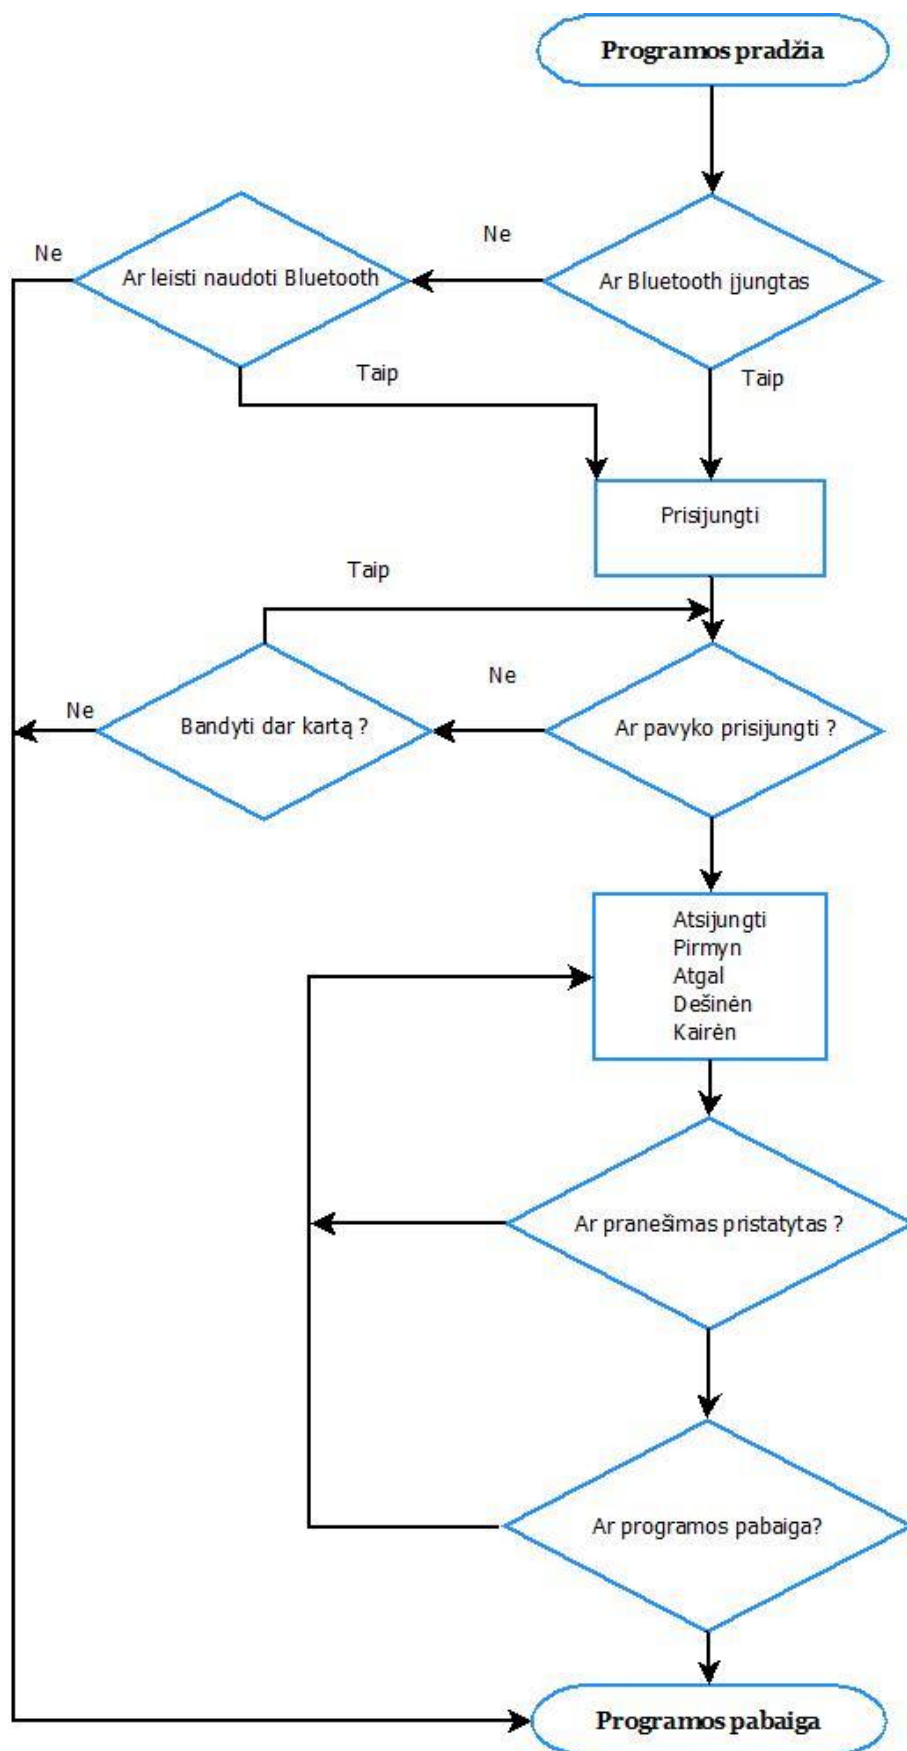 Programos pradžia
Ne
Ne
Ar leisti naudoti Bluetooth
Ar Bluetooth įjungtas
Taip
Taip
Prisijungti
Taip
Ne
Ne
Bandyti dar kartą ?
Ar pavyko prisijungti ?
Atsijungti
Pirmyn
Atgal
Dešinėn
Kairėn
Ar pranešimas pristatytas ?
Ar programos pabaiga?
Programos pabaiga